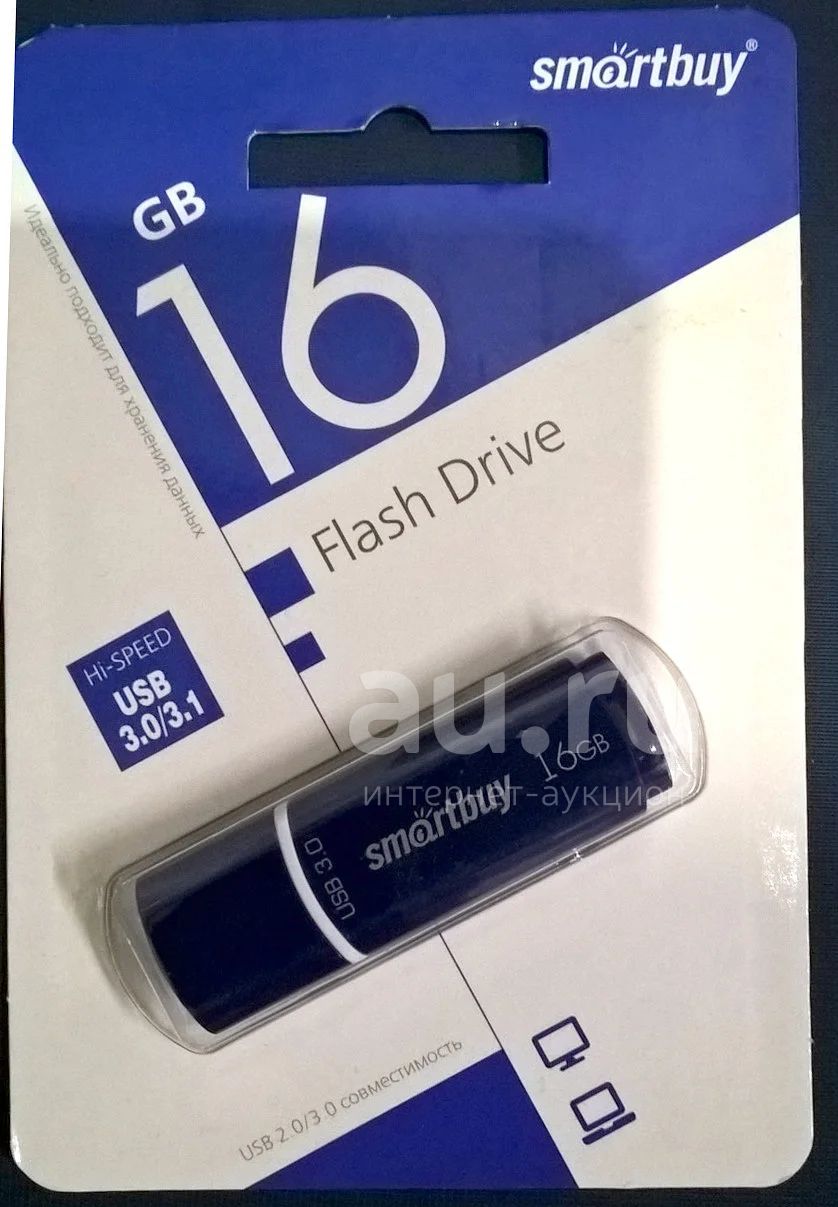 smartbuy®
GB
16
Идеально подходит для хранения данных
Flash Drive
Hi-SPEED
USB
3.0/3.1
au.ru
интернет-аукцион
16GB
smartbuy
USB 3.0
USB 2.0/3.0 совместимость